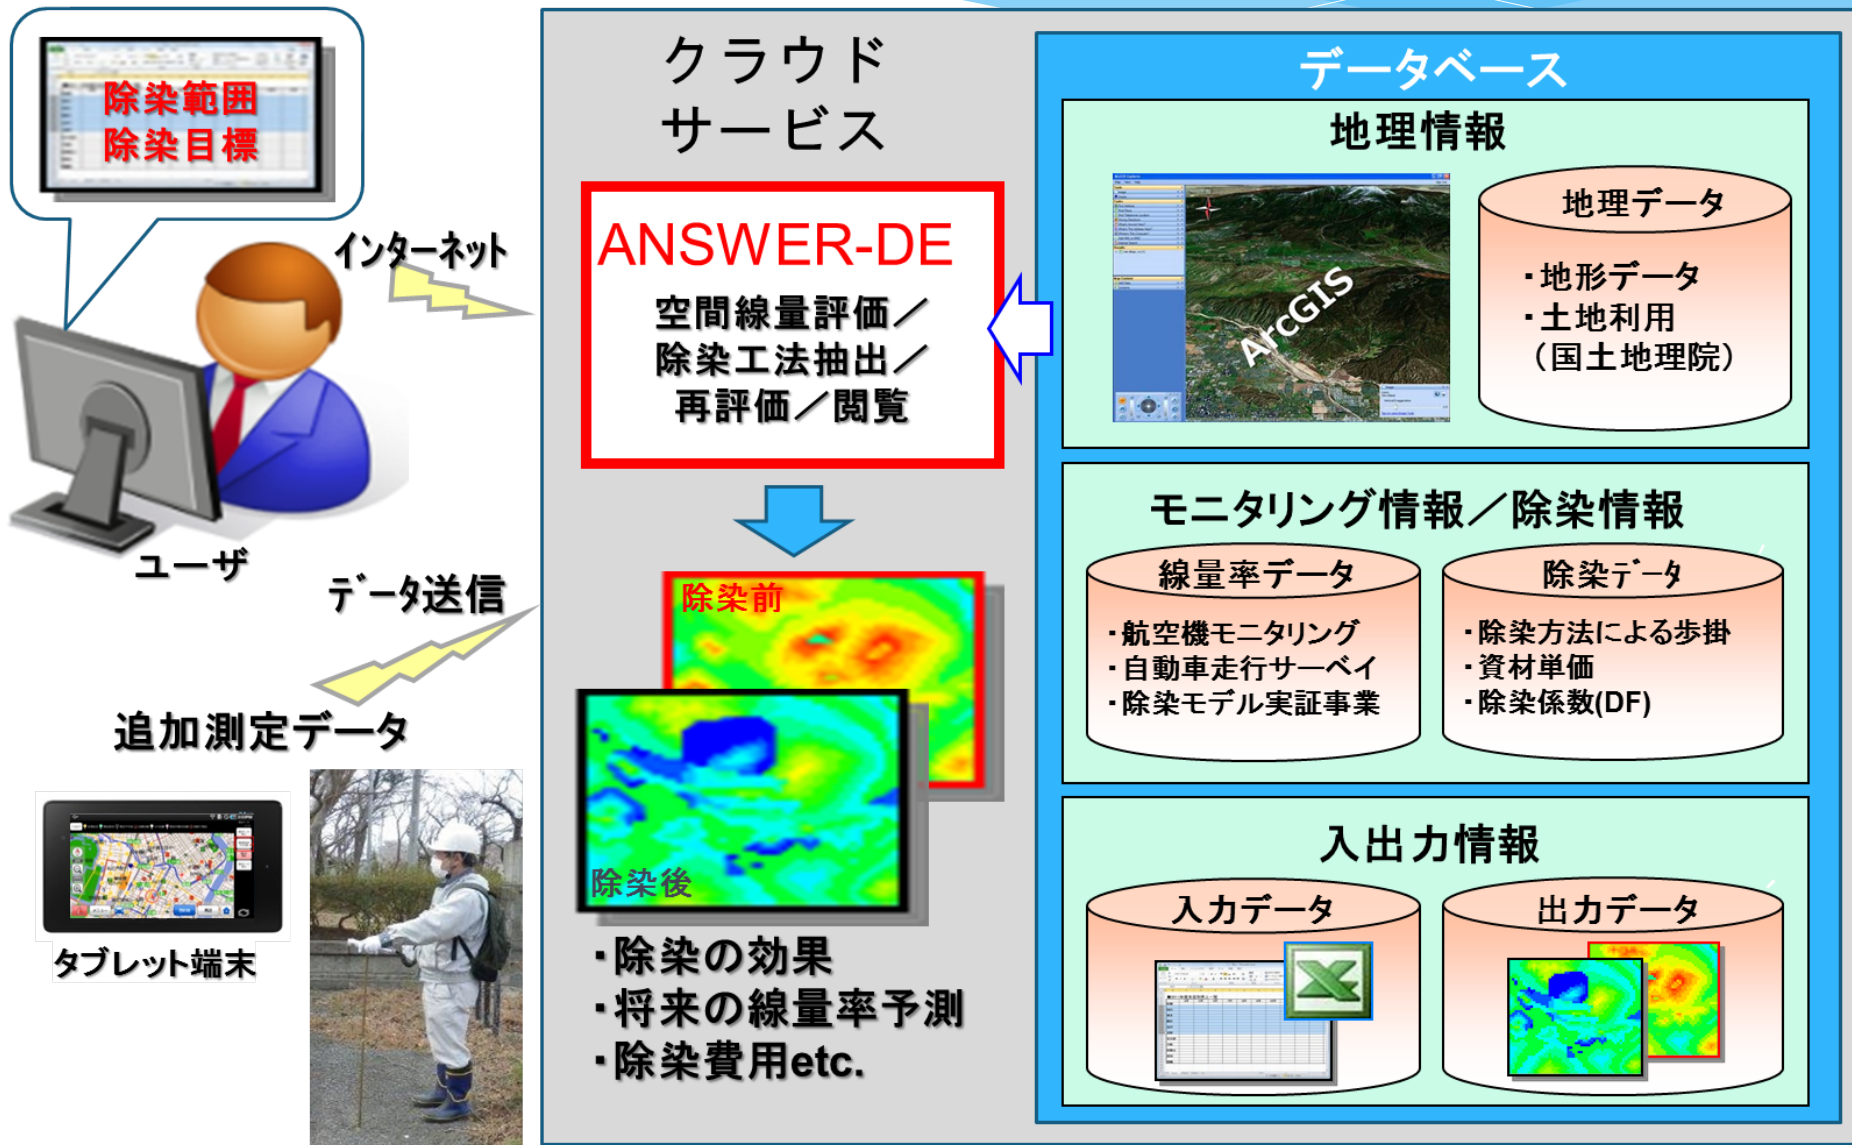 除染範囲
除染目標
インターネット
ユーザ
データ送信
追加測定データ
タブレット端末
クラウド
サービス
ANSWER-DE
空間線量評価／
除染工法抽出／
再評価／閲覧
除染前
除染後
・除染の効果
・将来の線量率予測
・除染費用etc.
データベース
地理情報
ArcGIS
地理データ
・地形データ
・土地利用
（国土地理院）
モニタリング情報／除染情報
線量率データ
・航空機モニタリング
・自動車走行サーベイ
・除染モデル実証事業
除染データ
・除染方法による歩掛
・資材単価
・除染係数(DF)
入出力情報
入力データ
出力データ